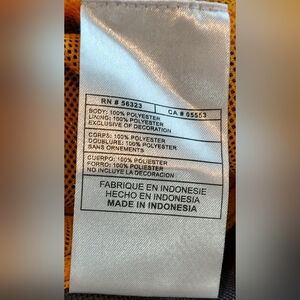 RN # 56323 CA # 05553
BODY: 100% POLYESTER
LINING: 100% POLYESTER
EXCLUSIVE OF DECORATION
CORPS: 100% POLYESTER
DOUBLURE: 100% POLYESTER
SANS ORNEMENTS
CUERPO: 100% POLIESTER
FORRO: 100% POLIESTER
NO INCLUYE LA DECORACION
FABRIQUE EN INDONESIE
HECHO EN INDONESIA
MADE IN INDONESIA